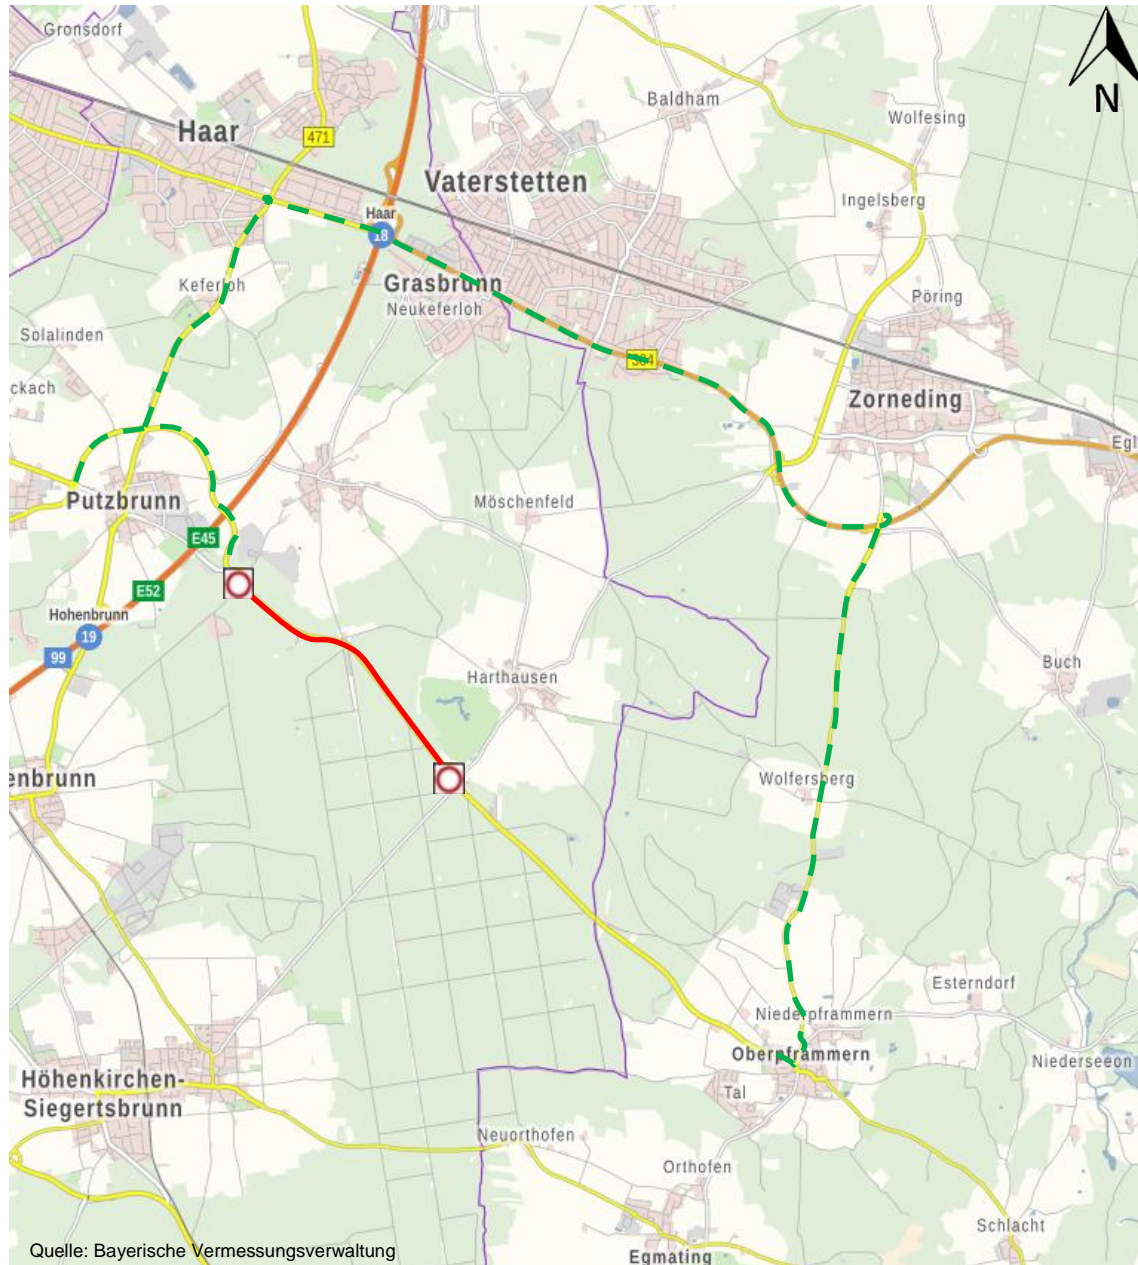 Gronsdorf
N
Baldham
Wolfesing
Haar
471
Vaterstetten
Ingelsberg
Haar
18
Keferloh
Grasbrunn
Neukeferloh
Pöring
Solalinden
304
ckach
Zorneding
Egl
Putzbrunn
Möschenfeld
E45
E52
Hohenbrunn
19
99
Harthausen
Buch
enbrunn
Wolfersberg
Esterndorf
Niederpframmern
Oberpframmern
Niederseeon
Höhenkirchen-
Siegertsbrunn
Tal
Neuorthofen
Orthofen
Schlacht
Egmating
Quelle: Bayerische Vermessungsverwaltung